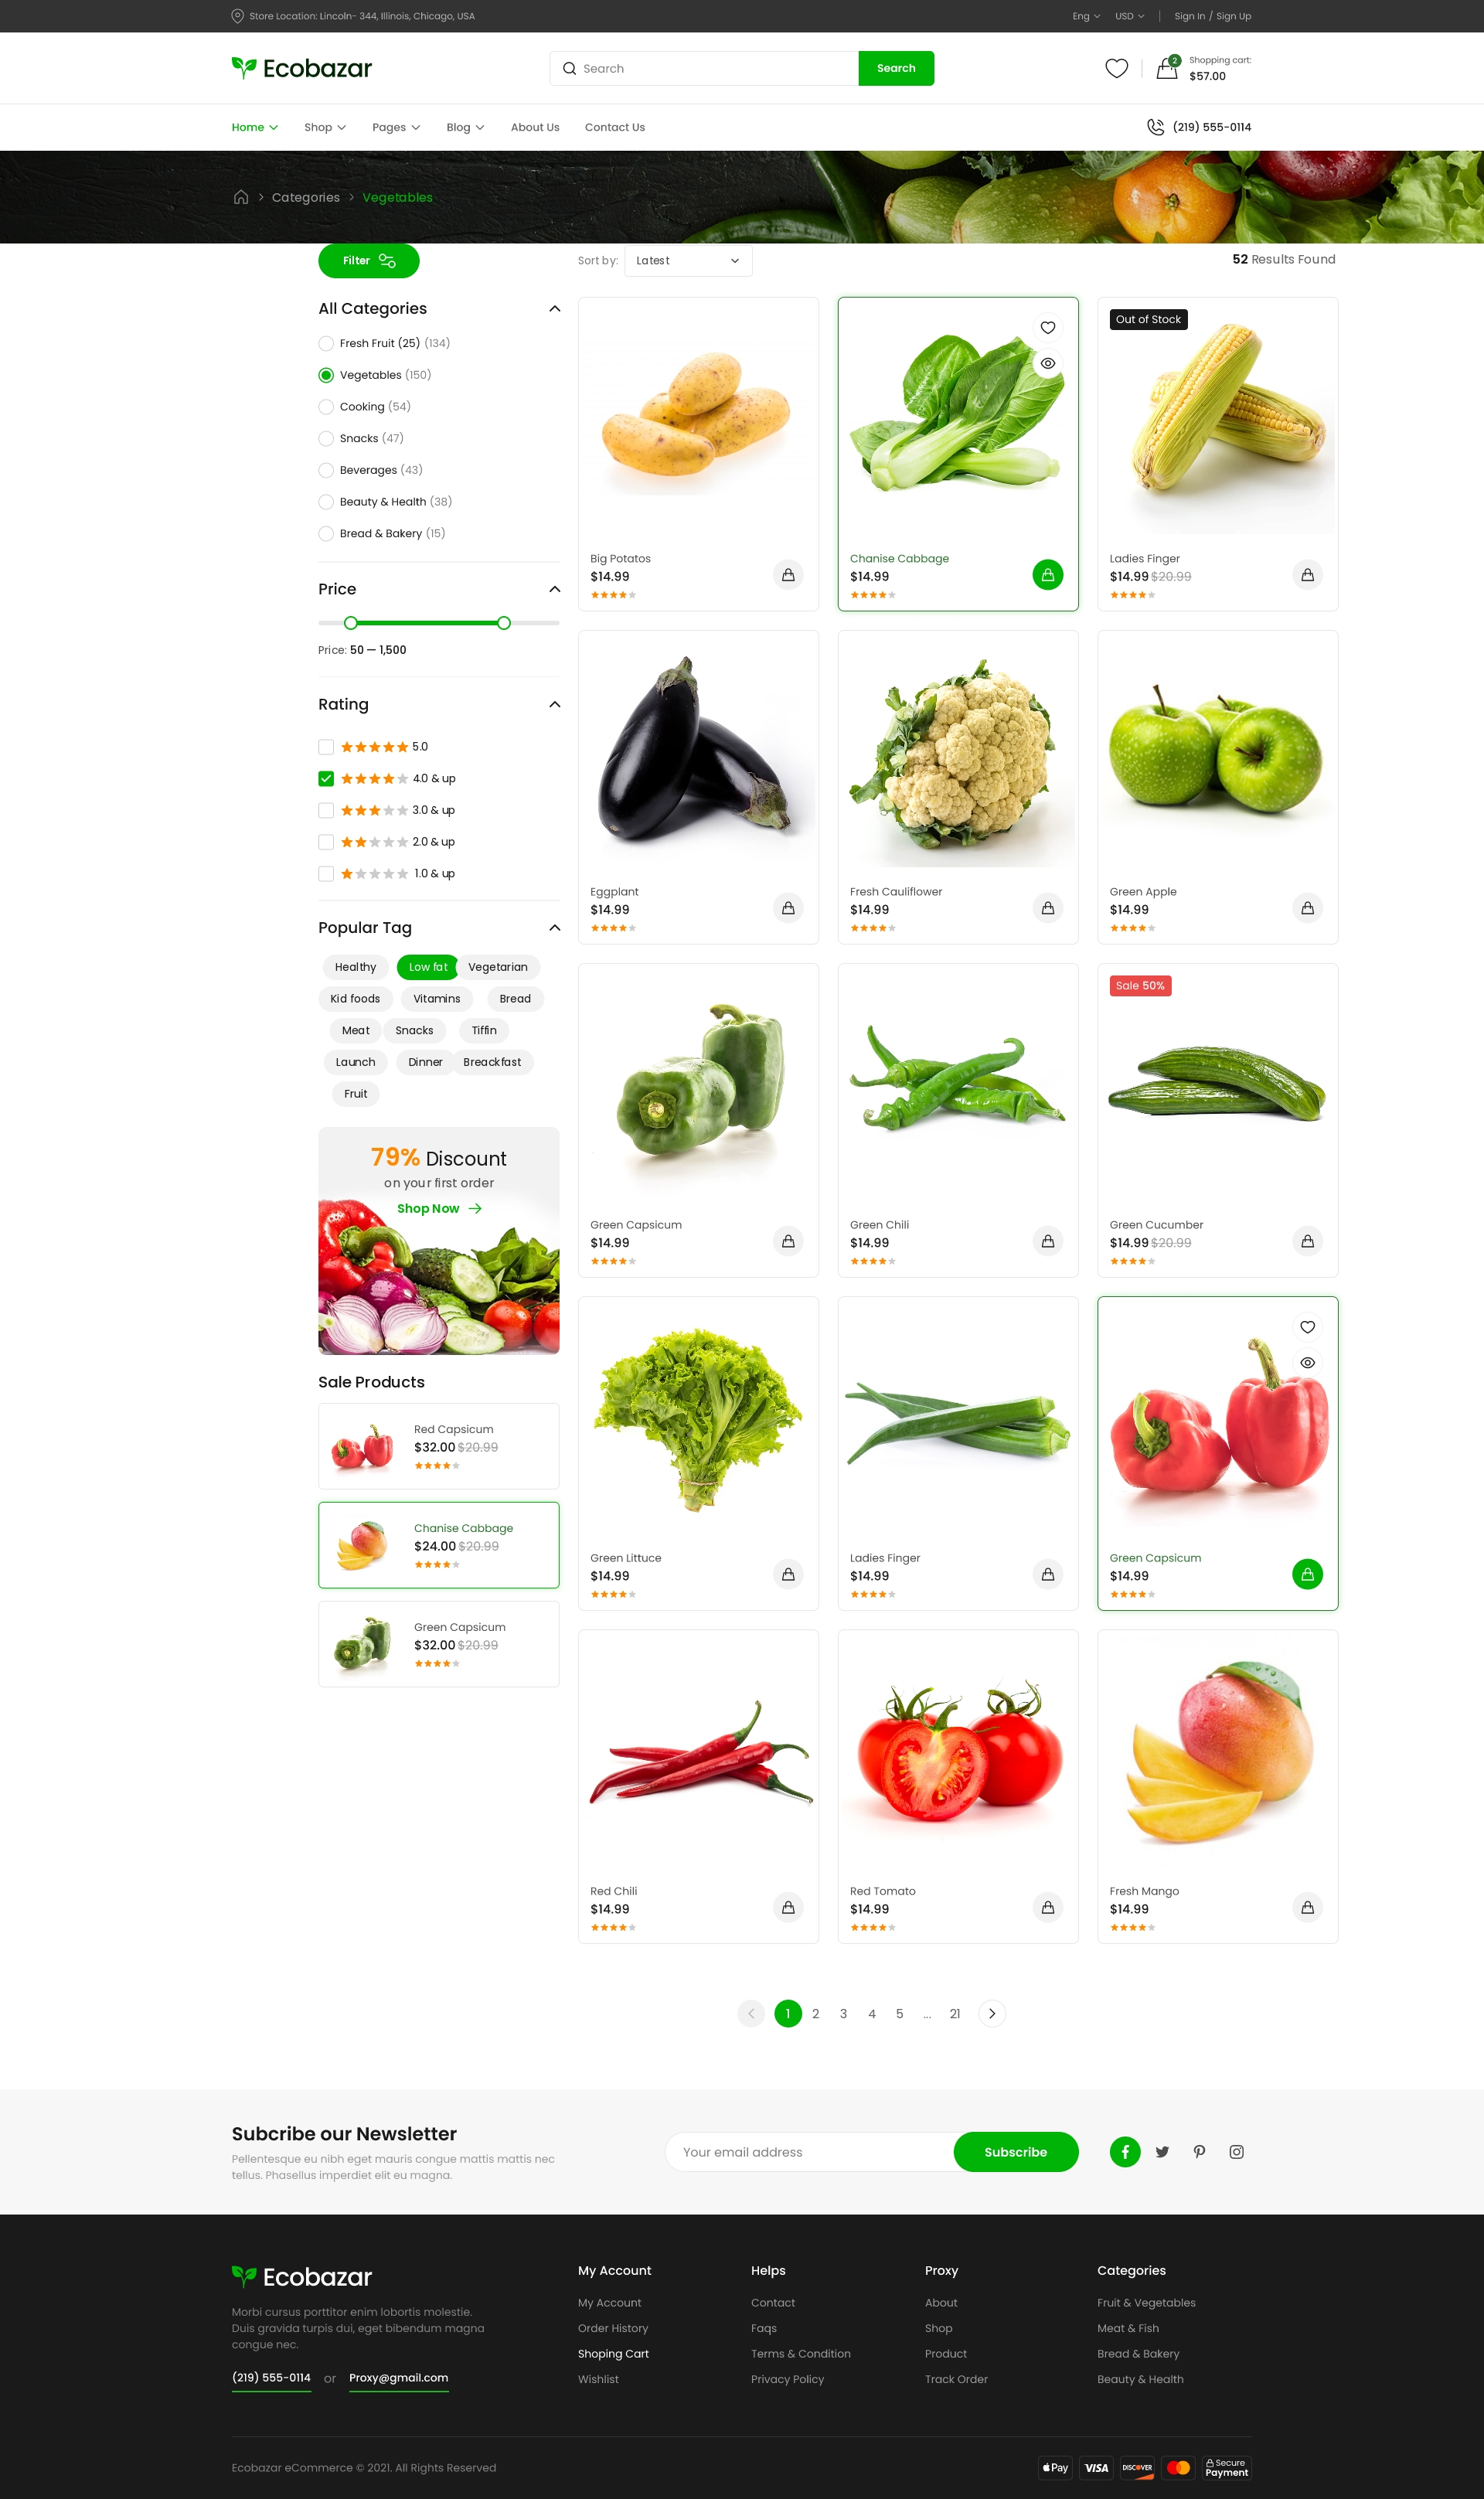 Store Location: Lincoln- 344, Illinois, Chicago, USA
Eng
USD
Sign In / Sign Up
Ecobazar
Search
Search
2
Shopping cart:
$57.00
Home
Shop
Pages
Blog
About Us
Contact Us
(219) 555-0114
Categories
Vegetables
Filter
Sort by:
Latest
52 Results Found
All Categories
Fresh Fruit (25) (134)
Vegetables (150)
Cooking (54)
Snacks (47)
Beverages (43)
Beauty & Health (38)
Bread & Bakery (15)
Price
Price: 50 — 1,500
Rating
5.0
4.0 & up
3.0 & up
2.0 & up
1.0 & up
Popular Tag
Healthy
Low fat
Vegetarian
Kid foods
Vitamins
Bread
Meat
Snacks
Tiffin
Launch
Dinner
Breackfast
Fruit
79% Discount
on your first order
Shop Now
Sale Products
Red Capsicum
$32.00 $20.99
Chanise Cabbage
$24.00 $20.99
Green Capsicum
$32.00 $20.99
Big Potatos
$14.99
Chanise Cabbage
$14.99
Out of Stock
Ladies Finger
$14.99 $20.99
Eggplant
$14.99
Fresh Cauliflower
$14.99
Green Apple
$14.99
Green Capsicum
$14.99
Green Chili
$14.99
Sale 50%
Green Cucumber
$14.99 $20.99
Green Littuce
$14.99
Ladies Finger
$14.99
Green Capsicum
$14.99
Red Chili
$14.99
Red Tomato
$14.99
Fresh Mango
$14.99
1
2
3
4
5
...
21
Subcribe our Newsletter
Pellentesque eu nibh eget mauris congue mattis mattis nec
tellus. Phasellus imperdiet elit eu magna.
Your email address
Subscribe
Ecobazar
Morbi cursus porttitor enim lobortis molestie.
Duis gravida turpis dui, eget bibendum magna
congue nec.
(219) 555-0114
or
Proxy@gmail.com
My Account
My Account
Order History
Shoping Cart
Wishlist
Helps
Contact
Faqs
Terms & Condition
Privacy Policy
Proxy
About
Shop
Product
Track Order
Categories
Fruit & Vegetables
Meat & Fish
Bread & Bakery
Beauty & Health
Ecobazar eCommerce © 2021. All Rights Reserved
Pay
VISA
DISCOVER
Secure
Payment